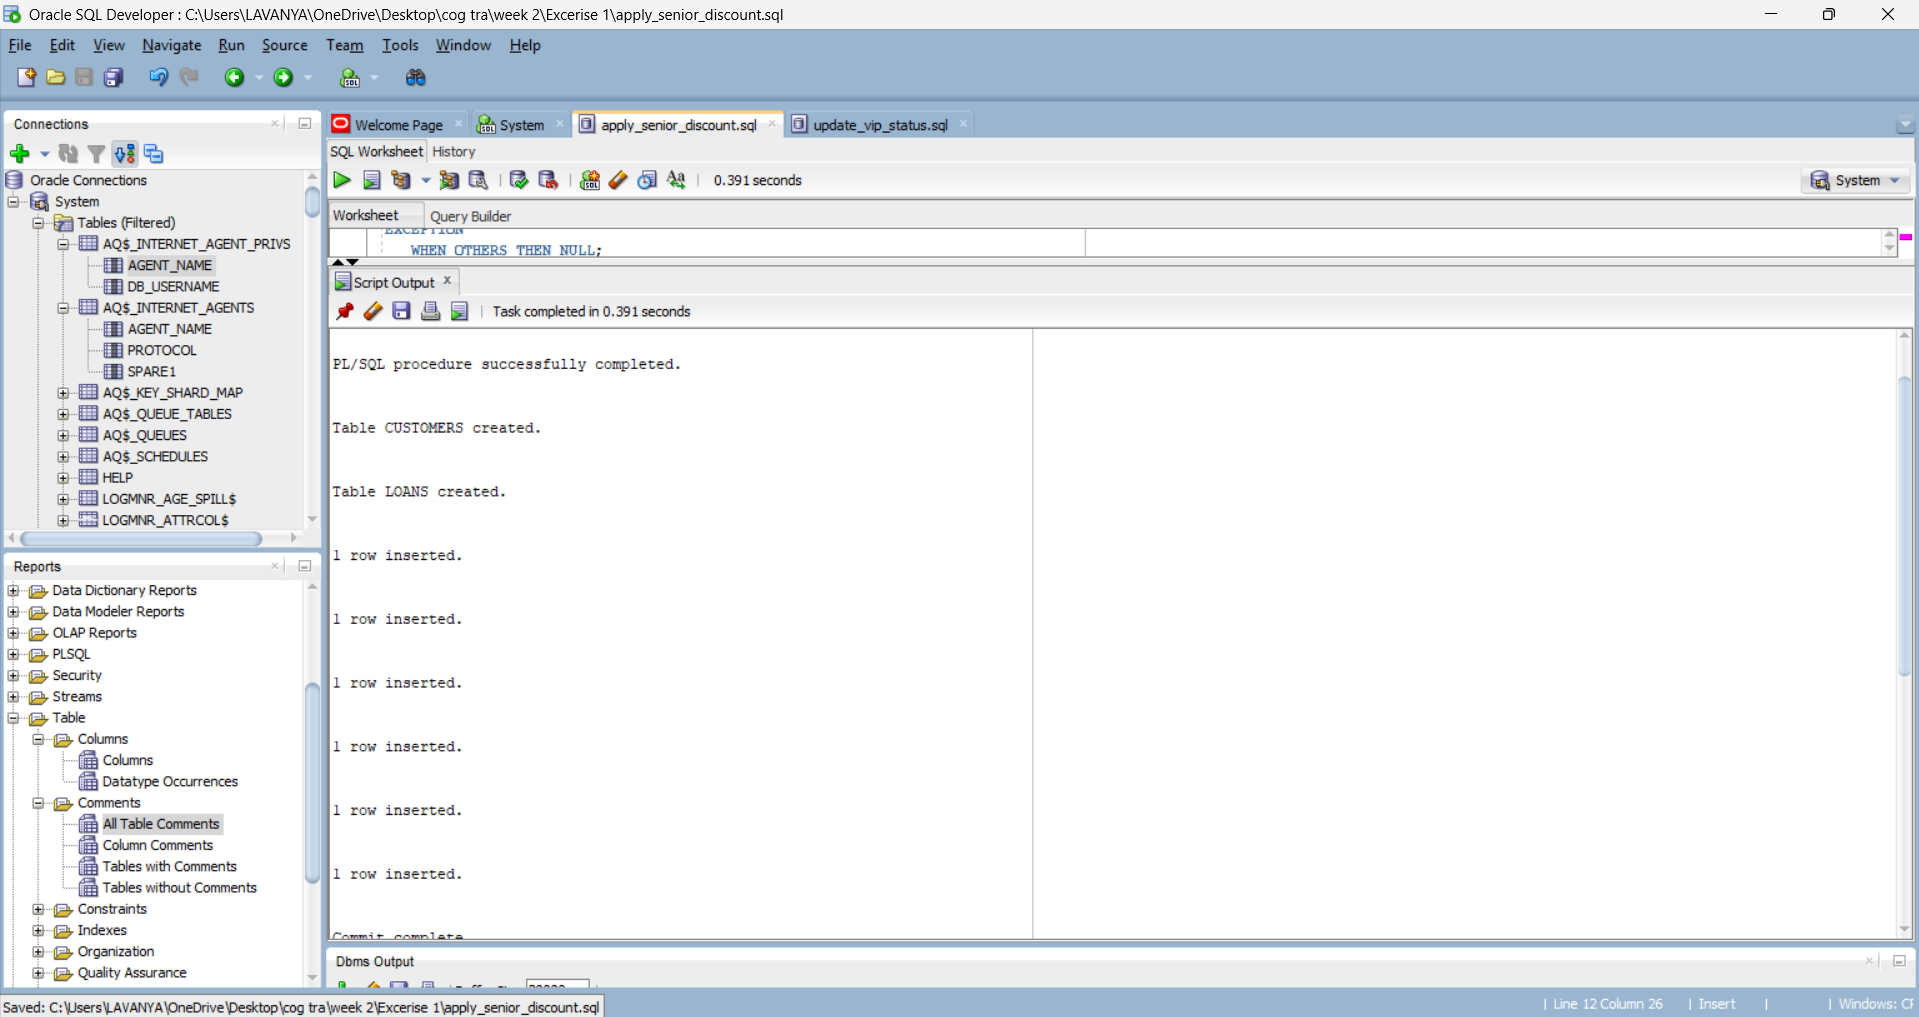 Oracle SQL Developer : C:\Users\LAVANYA\OneDrive\Desktop\cog tra\week 2\Excerise 1\apply_senior_discount.sql
File Edit View Navigate Run Source Team Tools Window Help
Connections
Oracle Connections
System
Tables (Filtered)
AQ$_INTERNET_AGENT_PRIVS
AGENT_NAME
DB_USERNAME
AQ$_INTERNET_AGENTS
AGENT_NAME
PROTOCOL
SPARE1
AQ$_KEY_SHARD_MAP
AQ$_QUEUE_TABLES
AQ$_QUEUES
AQ$_SCHEDULES
HELP
LOGMNR_AGE_SPILL$
LOGMNR_ATTRCOL$
Reports
Data Dictionary Reports
Data Modeler Reports
OLAP Reports
PLSQL
Security
Streams
Table
Columns
Columns
Datatype Occurrences
Comments
All Table Comments
Column Comments
Tables with Comments
Tables without Comments
Constraints
Indexes
Organization
Quality Assurance
Welcome Page System apply_senior_discount.sql update_vip_status.sql
SQL Worksheet History
0.391 seconds System
Worksheet Query Builder
EXCEPTION
WHEN OTHERS THEN NULL;
Script Output
Task completed in 0.391 seconds
PL/SQL procedure successfully completed.
Table CUSTOMERS created.
Table LOANS created.
1 row inserted.
1 row inserted.
1 row inserted.
1 row inserted.
1 row inserted.
1 row inserted.
Commit complete
Dbms Output
Saved: C:\Users\LAVANYA\OneDrive\Desktop\cog tra\week 2\Excerise 1\apply_senior_discount.sql
Line 12 Column 26 Insert Windows: